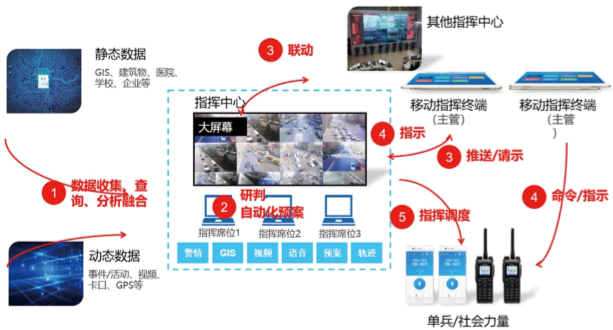 其他指挥中心
3
联动
静态数据
GIS、建筑物、医院、
学校、企业等
指挥中心
大屏幕
移动指挥终端
（主管）
移动指挥终端
（主管
）
4
指示
3
推送/请示
1
数据收集、查
询、分析融合
2
研判
自动化预案
4
命令/指示
指挥席位1
指挥席位2
指挥席位3
5
指挥调度
动态数据
事件/活动、视频、
卡口、GPS等
警情
GIS
视频
语音
预案
轨迹
单兵/社会力量